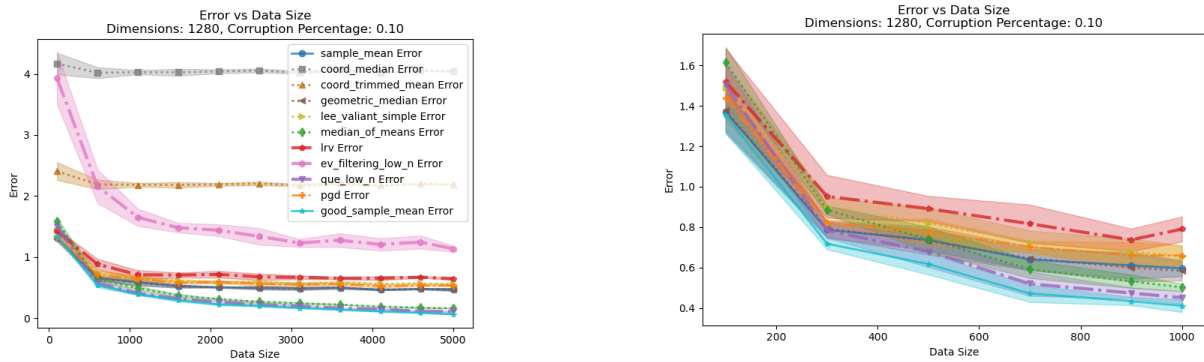 Error vs Data Size
Dimensions: 1280, Corruption Percentage: 0.10
sample_mean Error
coord_median Error
coord_trimmed_mean Error
geometric_median Error
lee_valiant_simple Error
median_of_means Error
lrv Error
ev_filtering_low_n Error
que_low_n Error
pgd Error
good_sample_mean Error
Error
4
3
2
1
0
0 1000 2000 3000 4000 5000
Data Size
Error vs Data Size
Dimensions: 1280, Corruption Percentage: 0.10
Error
1.6
1.4
1.2
1.0
0.8
0.6
0.4
200 400 600 800 1000
Data Size